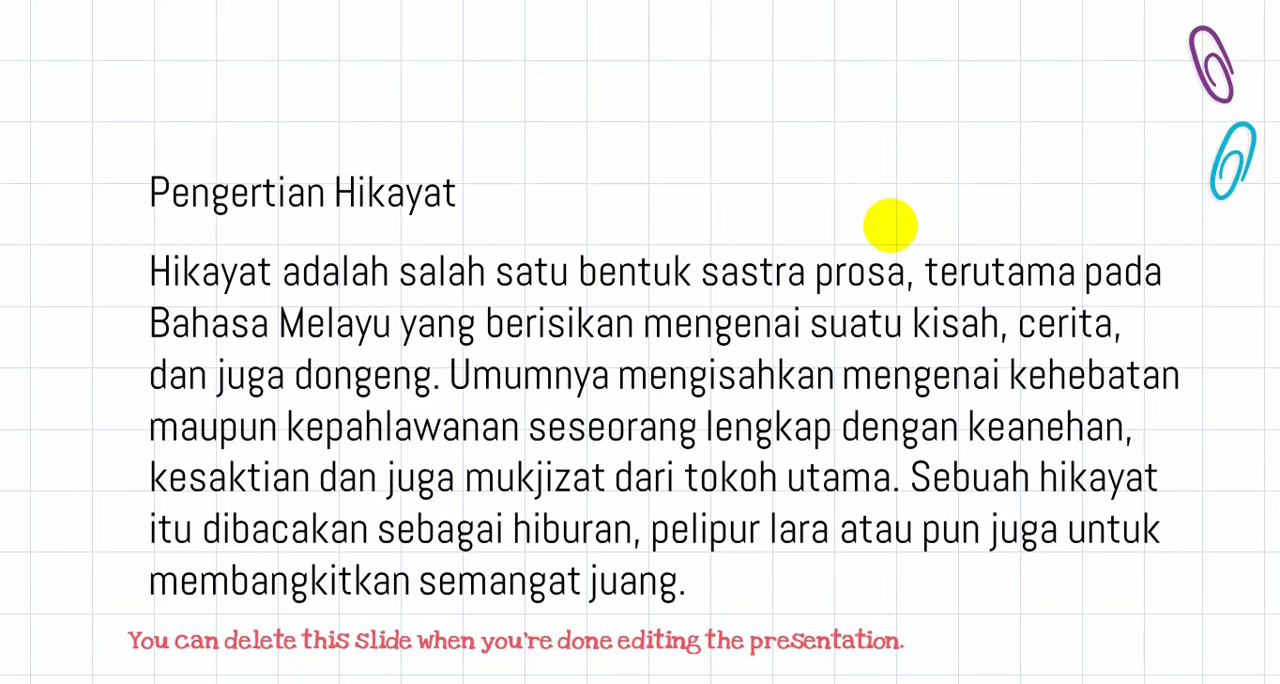 Pengertian Hikayat
Hikayat adalah salah satu bentuk sastra prosa, terutama pada
Bahasa Melayu yang berisikan mengenai suatu kisah, cerita,
dan juga dongeng. Umumnya mengisahkan mengenai kehebatan
maupun kepahlawanan seseorang lengkap dengan keanehan,
kesaktian dan juga mukjizat dari tokoh utama. Sebuah hikayat
itu dibacakan sebagai hiburan, pelipur lara atau pun juga untuk
membangkitkan semangat juang.
You can delete this slide when you're done editing the presentation.